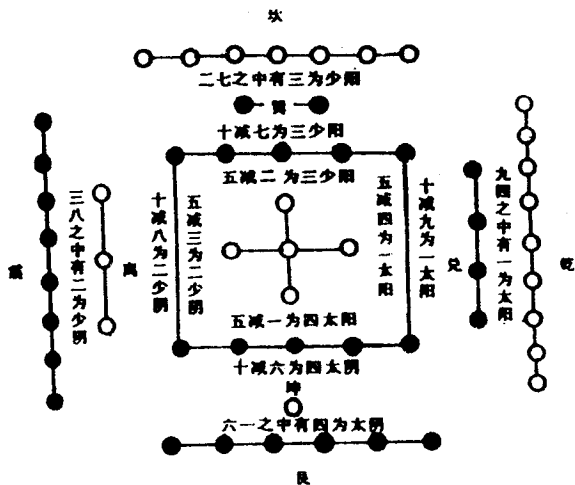 坎
二七之中有三为少阳
巽
十减七为三少阳
五减二为三少阳
震
三八之中有二为少阴
离
十减八为二少阴
五减三为二少阴
五减四为一太阳
十减九为一太阳
兑
九四之中有一为太阳
乾
五减一为四太阳
十减六为四太阴
坤
六一之中有四为太阴
艮